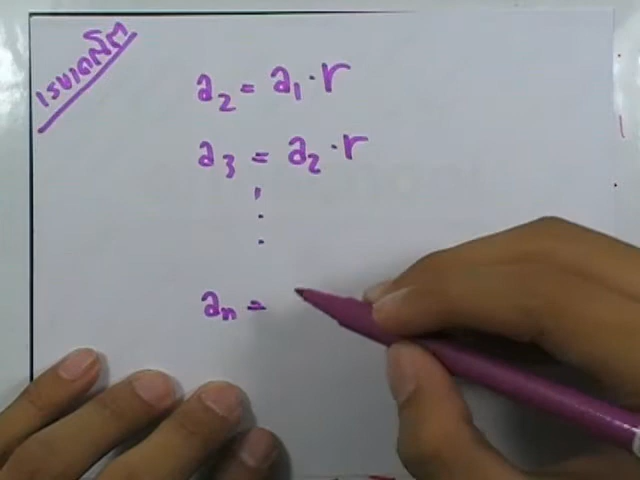 เรขาคณิต
a₂ = a₁ · r
a₃ = a₂ · r
⋮
aₙ =